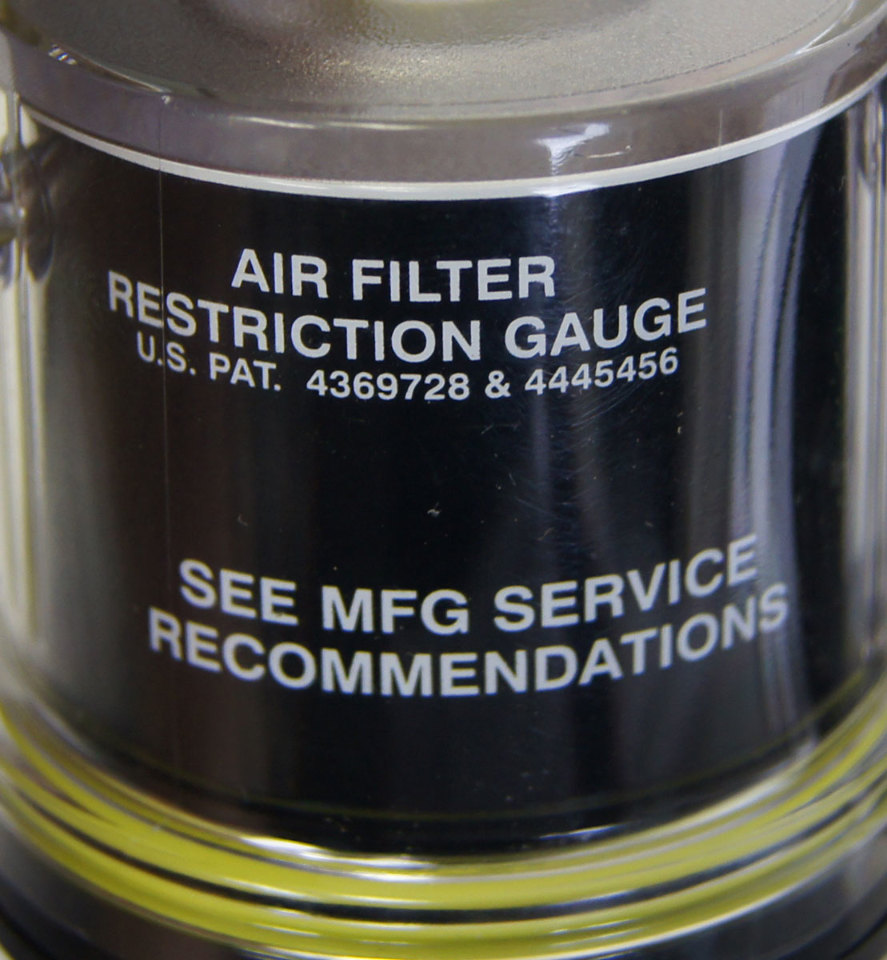 AIR FILTER
RESTRICTION GAUGE
U.S. PAT. 4369728 & 4445456
SEE MFG SERVICE
RECOMMENDATIONS